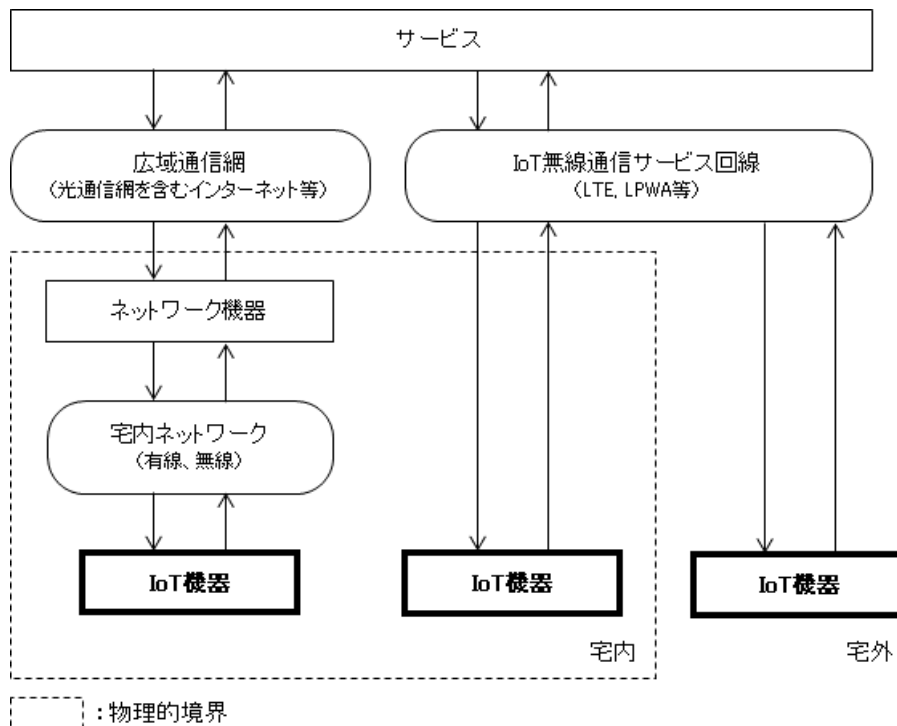 サービス
広域通信網
(光通信網を含むインターネット等)
IoT無線通信サービス回線
(LTE, LPWA等)
ネットワーク機器
宅内ネットワーク
(有線、無線)
IoT機器
IoT機器
IoT機器
宅内
宅外
：物理的境界